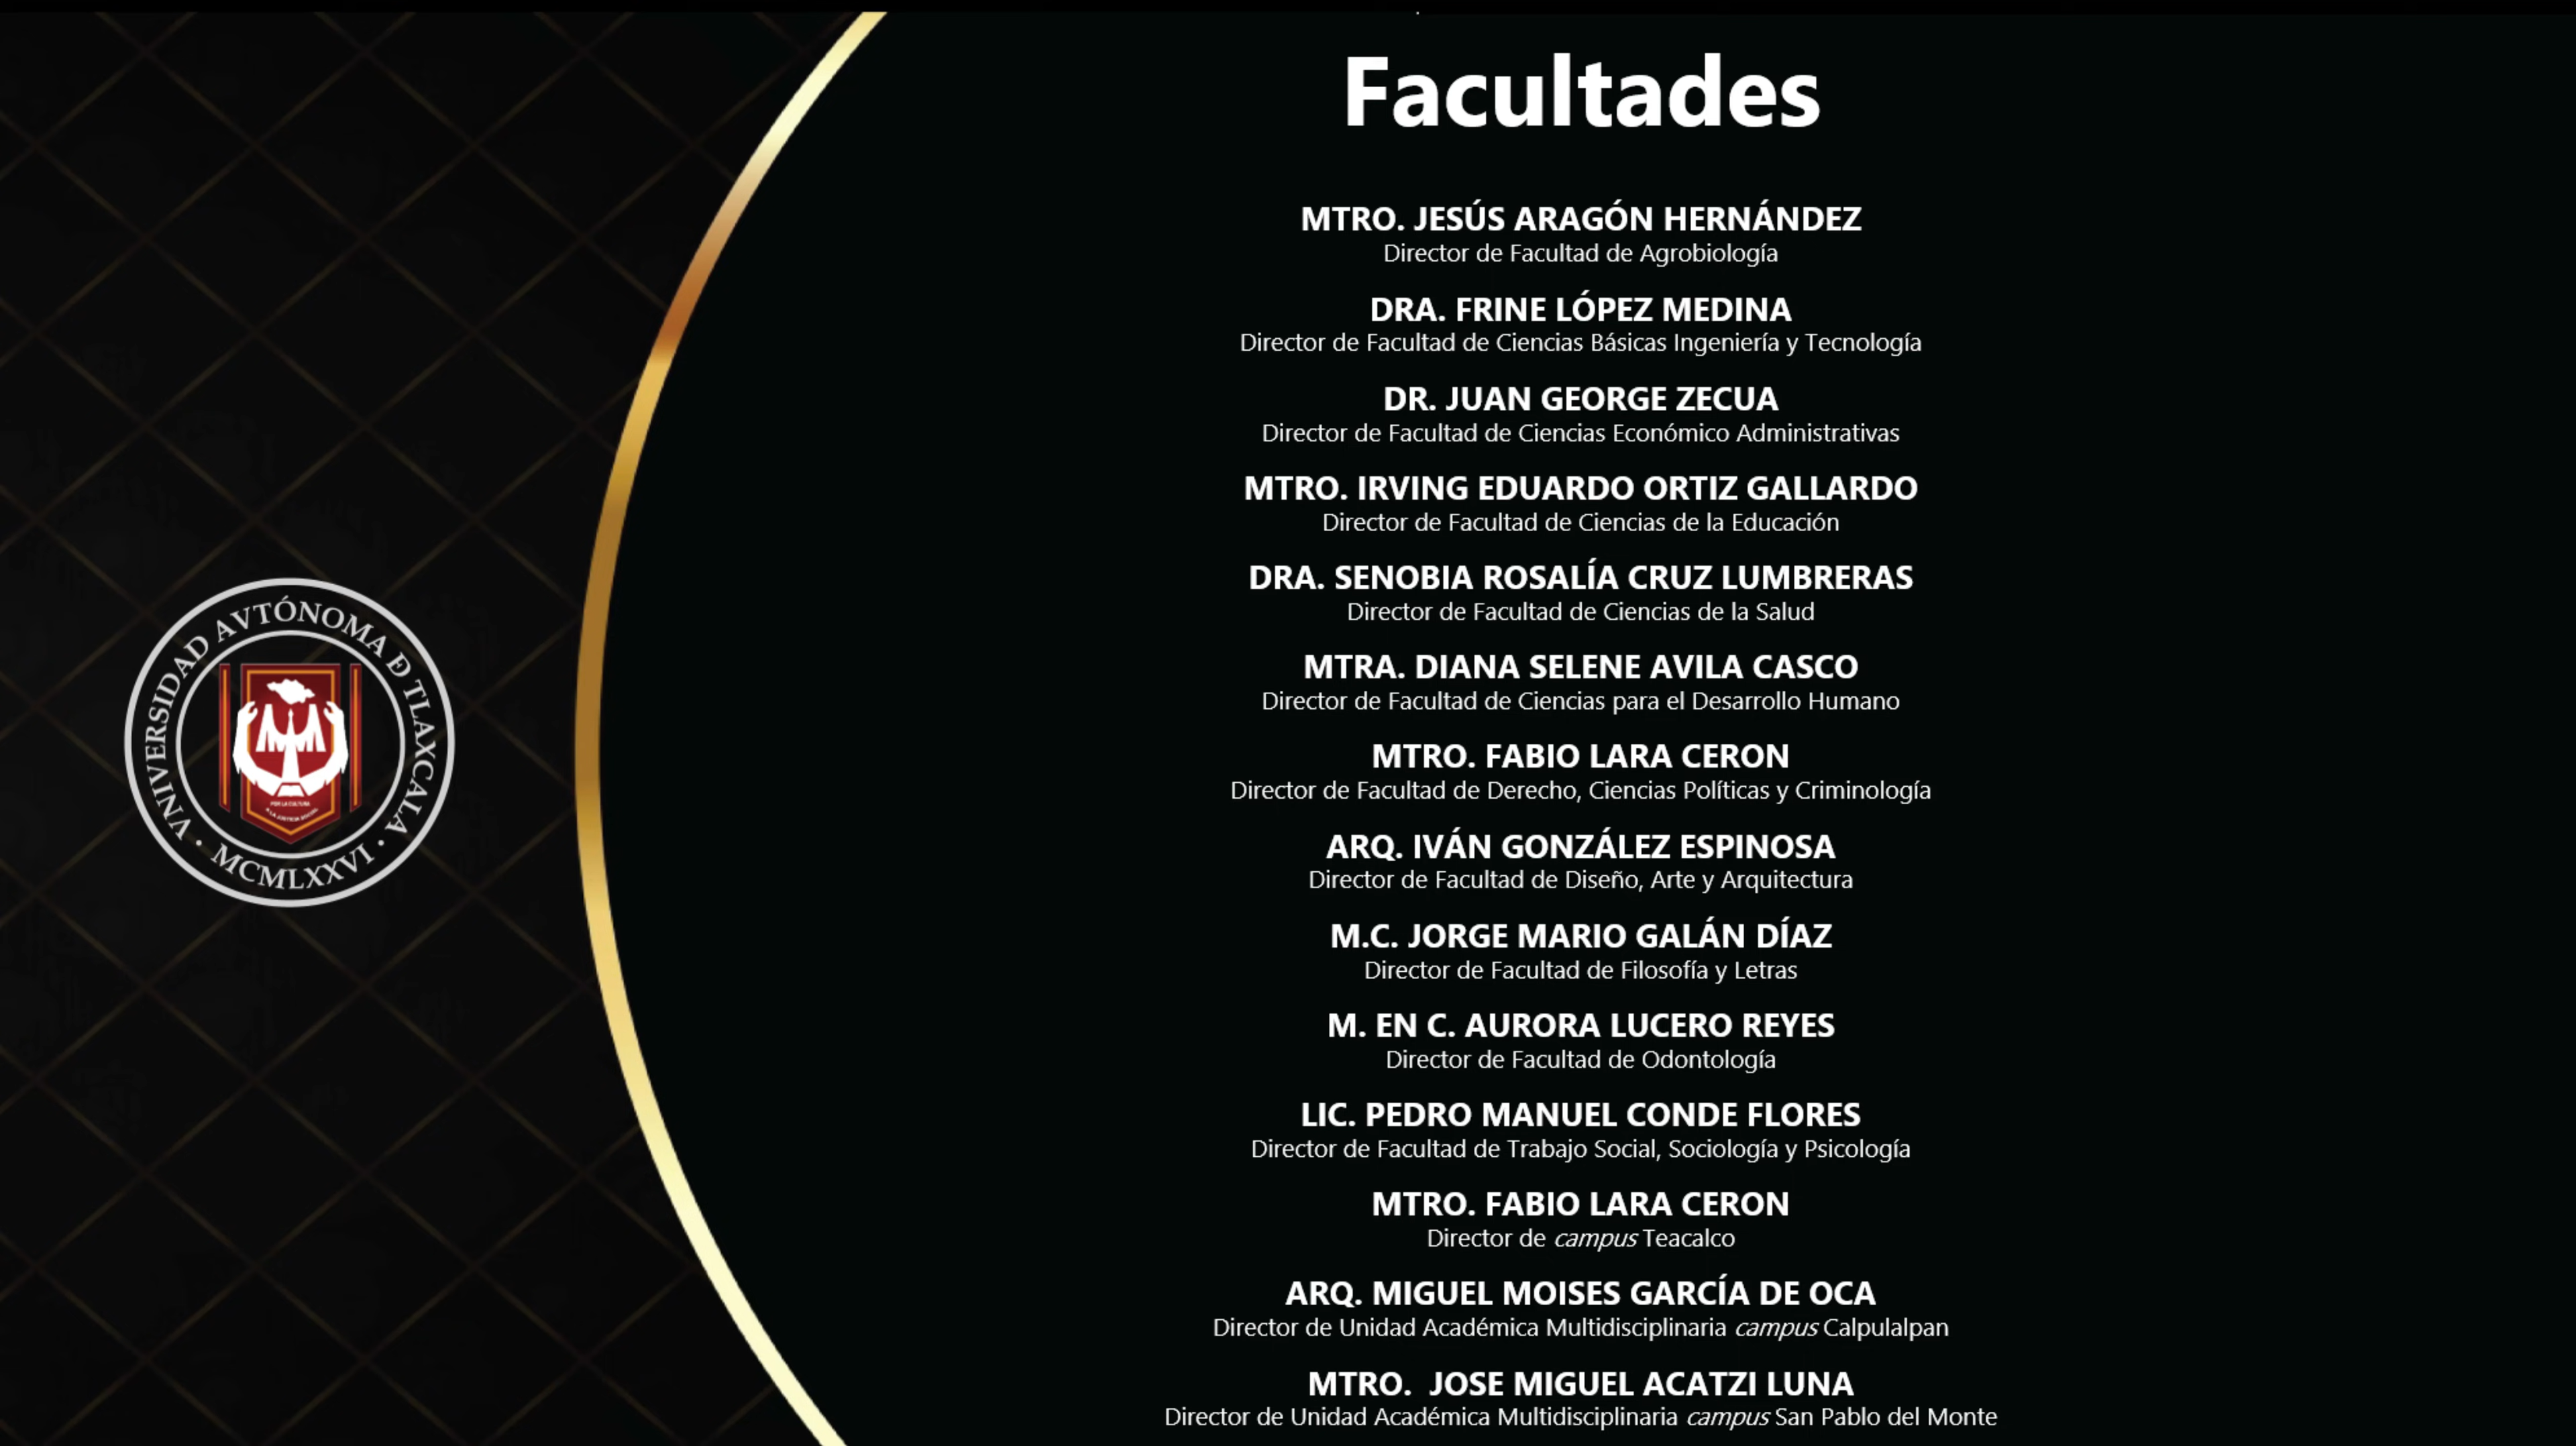 Facultades
MTRO. JESÚS ARAGÓN HERNÁNDEZ
Director de Facultad de Agrobiología
DRA. FRINE LÓPEZ MEDINA
Director de Facultad de Ciencias Básicas Ingeniería y Tecnología
DR. JUAN GEORGE ZECUA
Director de Facultad de Ciencias Económico Administrativas
MTRO. IRVING EDUARDO ORTIZ GALLARDO
Director de Facultad de Ciencias de la Educación
DRA. SENOBIA ROSALÍA CRUZ LUMBRERAS
Director de Facultad de Ciencias de la Salud
MTRA. DIANA SELENE AVILA CASCO
Director de Facultad de Ciencias para el Desarrollo Humano
MTRO. FABIO LARA CERON
Director de Facultad de Derecho, Ciencias Políticas y Criminología
ARQ. IVÁN GONZÁLEZ ESPINOSA
Director de Facultad de Diseño, Arte y Arquitectura
M.C. JORGE MARIO GALÁN DÍAZ
Director de Facultad de Filosofía y Letras
M. EN C. AURORA LUCERO REYES
Director de Facultad de Odontología
LIC. PEDRO MANUEL CONDE FLORES
Director de Facultad de Trabajo Social, Sociología y Psicología
MTRO. FABIO LARA CERON
Director de campus Teacalco
ARQ. MIGUEL MOISES GARCÍA DE OCA
Director de Unidad Académica Multidisciplinaria campus Calpulalpan
MTRO. JOSE MIGUEL ACATZI LUNA
Director de Unidad Académica Multidisciplinaria campus San Pablo del Monte
VNIVERSIDAD AVTÓNOMA Đ TLAXCALA
· MCMLXXVI ·
POR LA CULTURA
A LA JUSTICIA SOCIAL